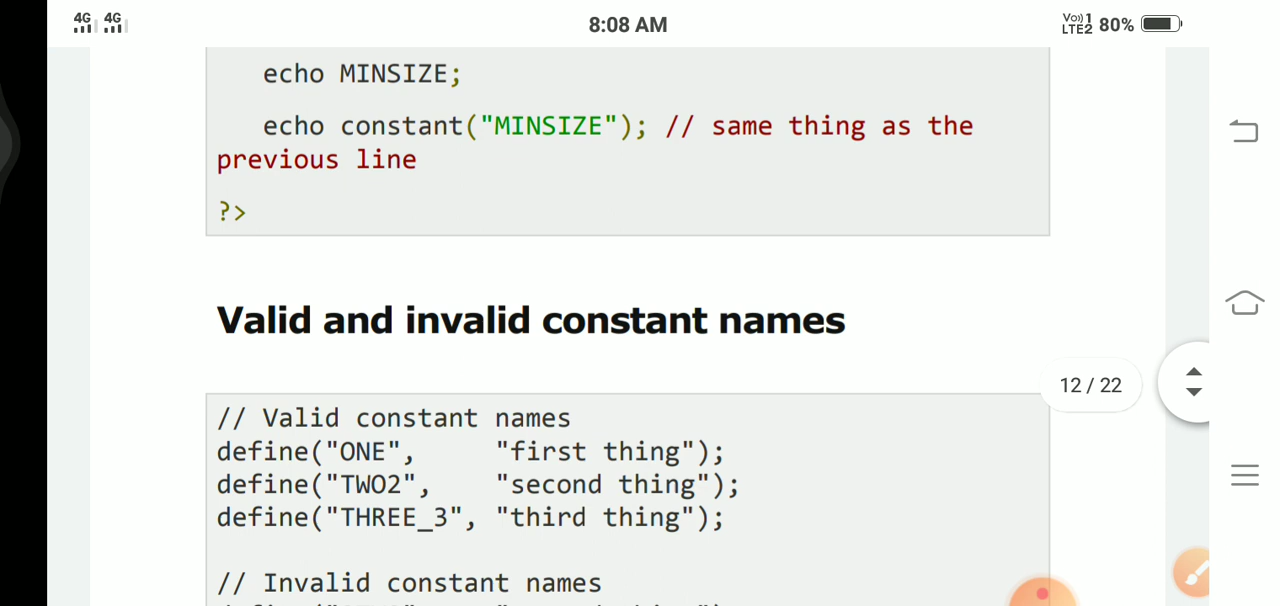 4G 4G
8:08 AM
Vo)) 1
LTE2 80%
echo MINSIZE;
echo constant("MINSIZE"); // same thing as the
previous line
?>
Valid and invalid constant names
12 / 22
// Valid constant names
define("ONE", "first thing");
define("TWO2", "second thing");
define("THREE_3", "third thing");
// Invalid constant names